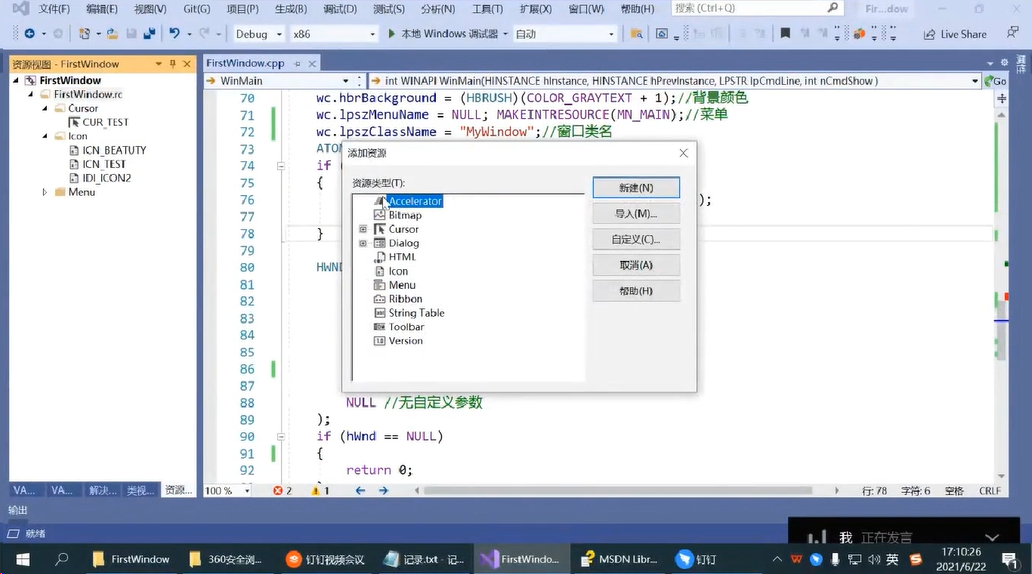 文件(F) 编辑(E) 视图(V) Git(G) 项目(P) 生成(B) 调试(D) 测试(S) 分析(N) 工具(T) 扩展(X) 窗口(W) 帮助(H) 搜索 (Ctrl+Q) Fir...dow
Debug x86 本地 Windows 调试器 自动 Live Share
资源视图 - FirstWindow
FirstWindow
FirstWindow.rc
Cursor
CUR_TEST
Icon
ICN_BEATUTY
ICN_TEST
IDI_ICON2
Menu
FirstWindow.cpp
WinMain int WINAPI WinMain(HINSTANCE hInstance, HINSTANCE hPrevInstance, LPSTR lpCmdLine, int nCmdShow ) Go
70 wc.hbrBackground = (HBRUSH)(COLOR_GRAYTEXT + 1);//背景颜色
71 wc.lpszMenuName = NULL; MAKEINTRESOURCE(MN_MAIN);//菜单
72 wc.lpszClassName = "MyWindow";//窗口类名
73 ATOM
74 if (
75 {
76 );
77
78 }
79
80 HWND
81
82
83
84
85
86
87
88 NULL //无自定义参数
89 );
90 if (hWnd == NULL)
91 {
92 return 0;
添加资源
资源类型(T):
Accelerator
Bitmap
Cursor
Dialog
HTML
Icon
Menu
Ribbon
String Table
Toolbar
Version
新建(N)
导入(M)...
自定义(C)...
取消(A)
帮助(H)
VA... VA... 解决... 类视... 资源...
100 % 2 1 行: 78 字符: 6 空格 CRLF
输出
就绪
我 正在发言
FirstWindow 360安全浏... 钉钉视频会议 记录.txt - 记... FirstWindo... MSDN Libr... 钉钉 英
17:10:26
2021/6/22
1